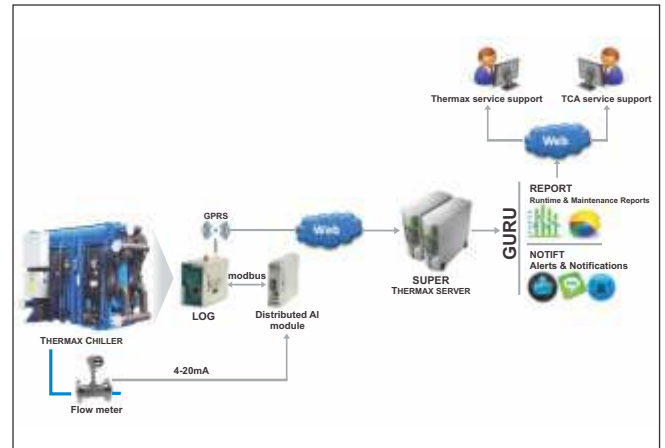 Thermax service support
TCA service support
Web
REPORT
Runtime & Maintenance Reports
GURU
NOTIFT
Alerts & Notifications
GPRS
Web
modbus
LOG
Distributed AI
module
SUPER
THERMAX SERVER
THERMAX CHILLER
4-20mA
Flow meter